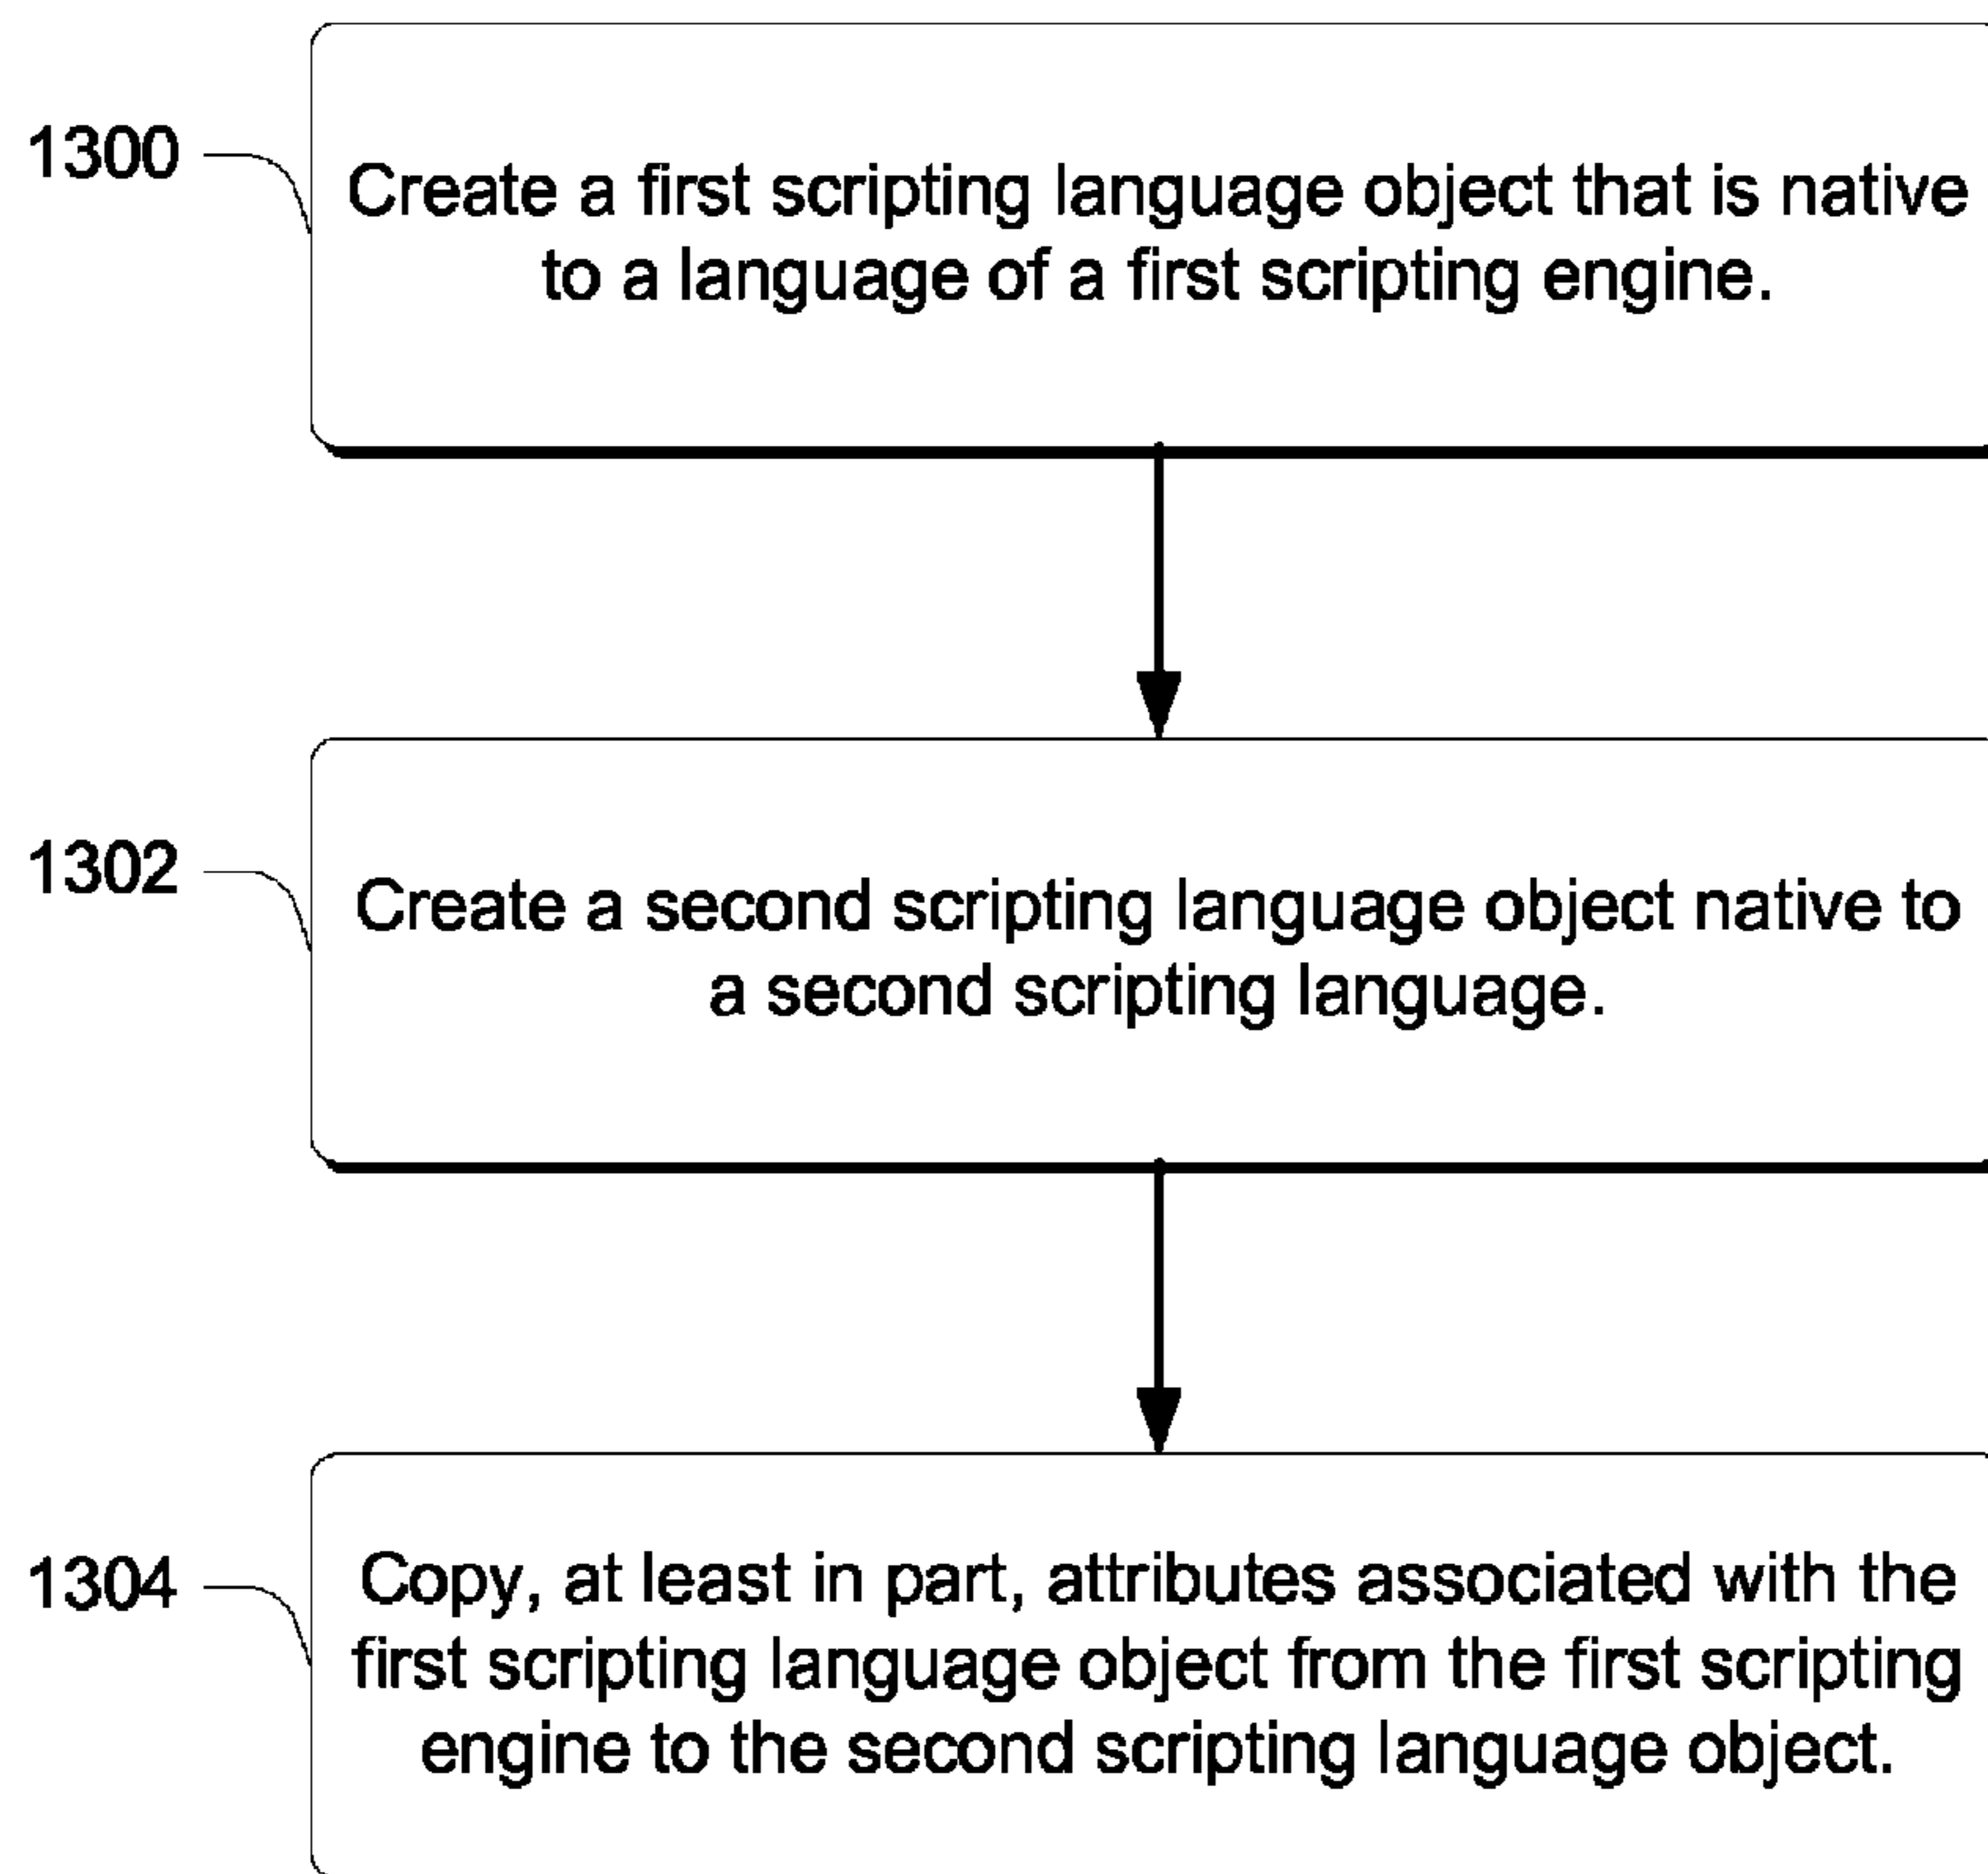 1300
Create a first scripting language object that is native
to a language of a first scripting engine.
1302
Create a second scripting language object native to
a second scripting language.
1304
Copy, at least in part, attributes associated with the
first scripting language object from the first scripting
engine to the second scripting language object.